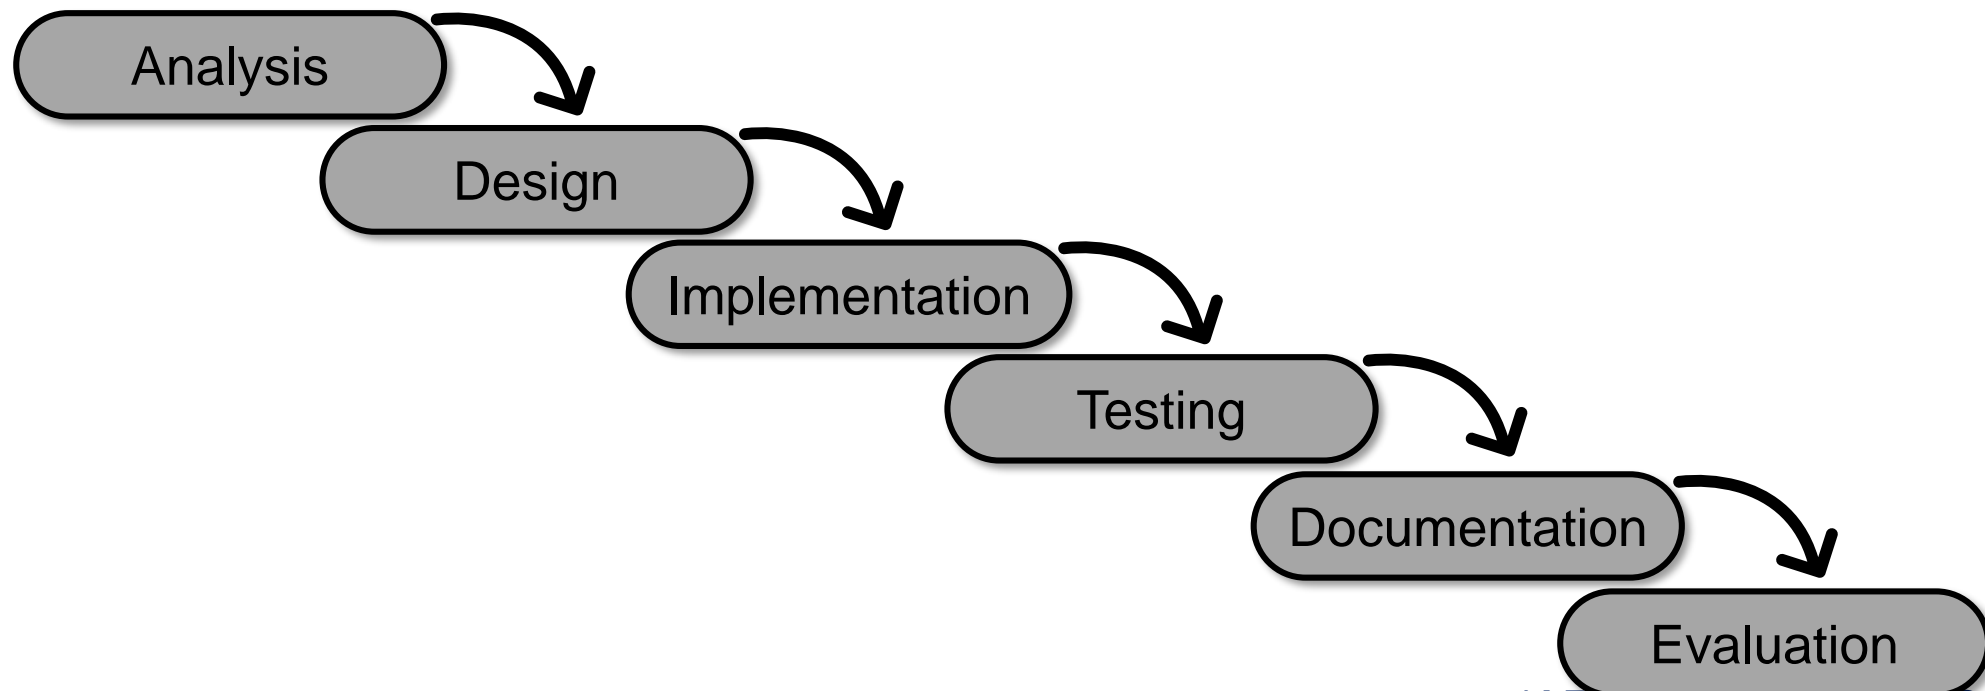 Analysis
Design
Implementation
Testing
Documentation
Evaluation